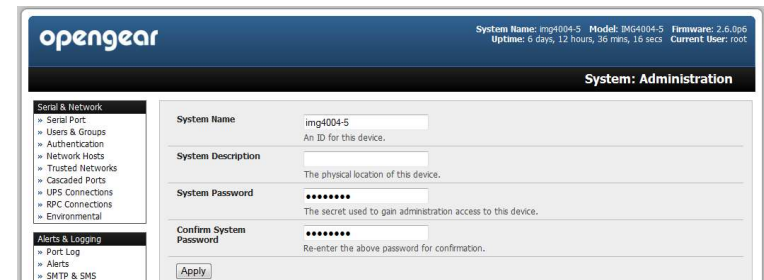 opengear
System Name: img4004-5 Model: IMG4004-5 Firmware: 2.6.0p6
Uptime: 6 days, 12 hours, 36 mins, 16 secs Current User: root
System: Administration
Serial & Network
» Serial Port
» Users & Groups
» Authentication
» Network Hosts
» Trusted Networks
» Cascaded Ports
» UPS Connections
» RPC Connections
» Environmental
Alerts & Logging
» Port Log
» Alerts
» SMTP & SMS
System Name
img4004-5
An ID for this device.
System Description
The physical location of this device.
System Password
●●●●●●●●
The secret used to gain administration access to this device.
Confirm System
Password
●●●●●●●●
Re-enter the above password for confirmation.
Apply